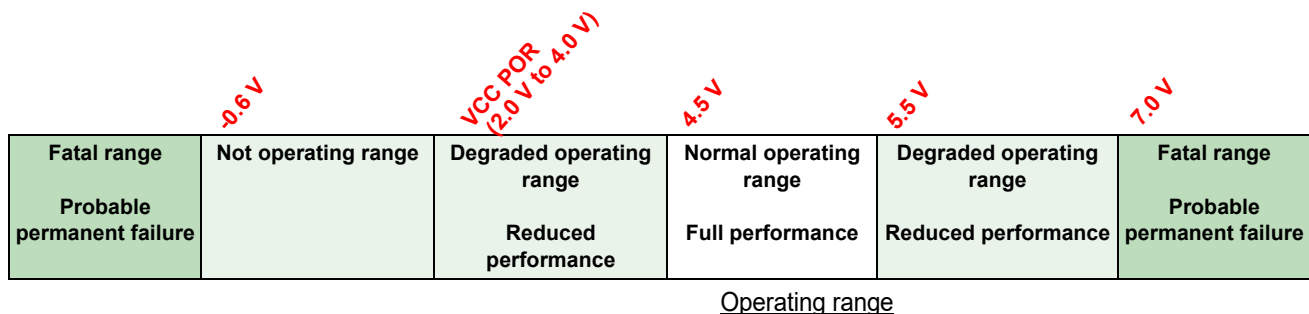 -0.6 V
VCC POR
(2.0 V to 4.0 V)
4.5 V
5.5 V
7.0 V
Fatal range
Probable
permanent failure
Not operating range
Degraded operating
range
Reduced
performance
Normal operating
range
Full performance
Degraded operating
range
Reduced performance
Fatal range
Probable
permanent failure
Operating range